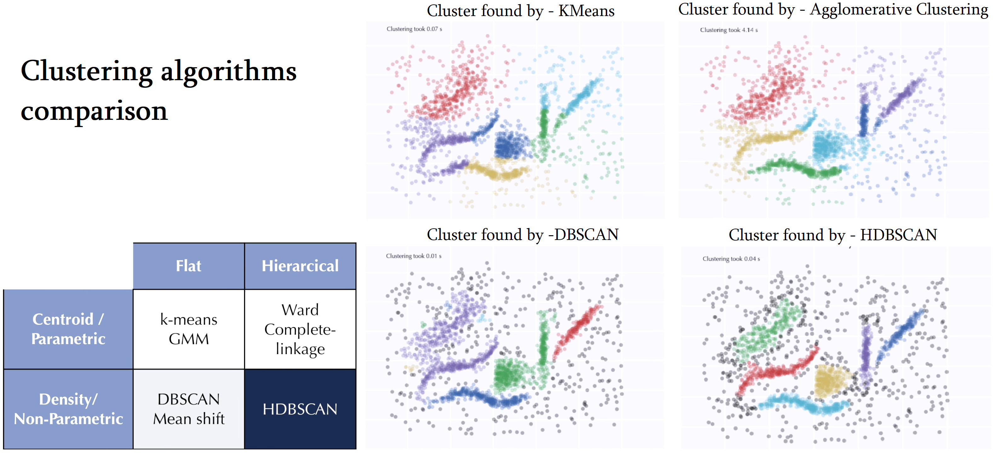 Clustering algorithms
comparison
Cluster found by - KMeans
Clustering took 0.07 s
Cluster found by - Agglomerative Clustering
Clustering took 4.14 s
Cluster found by -DBSCAN
Clustering took 0.01 s
Cluster found by - HDBSCAN
Clustering took 0.04 s
Flat
Hierarcical
Centroid /
Parametric
k-means
GMM
Ward
Complete-
linkage
Density/
Non-Parametric
DBSCAN
Mean shift
HDBSCAN